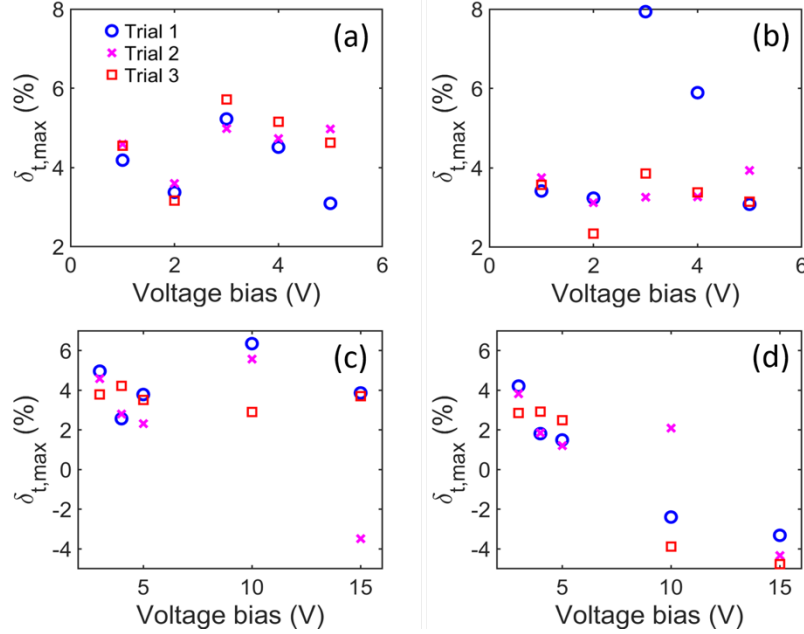 (a)
Trial 1
Trial 2
Trial 3
δt,max (%)
8
6
4
2
0
2
4
6
Voltage bias (V)
(b)
δt,max (%)
8
6
4
2
0
2
4
6
Voltage bias (V)
(c)
δt,max (%)
6
4
2
0
-2
-4
5
10
15
Voltage bias (V)
(d)
δt,max (%)
6
4
2
0
-2
-4
5
10
15
Voltage bias (V)